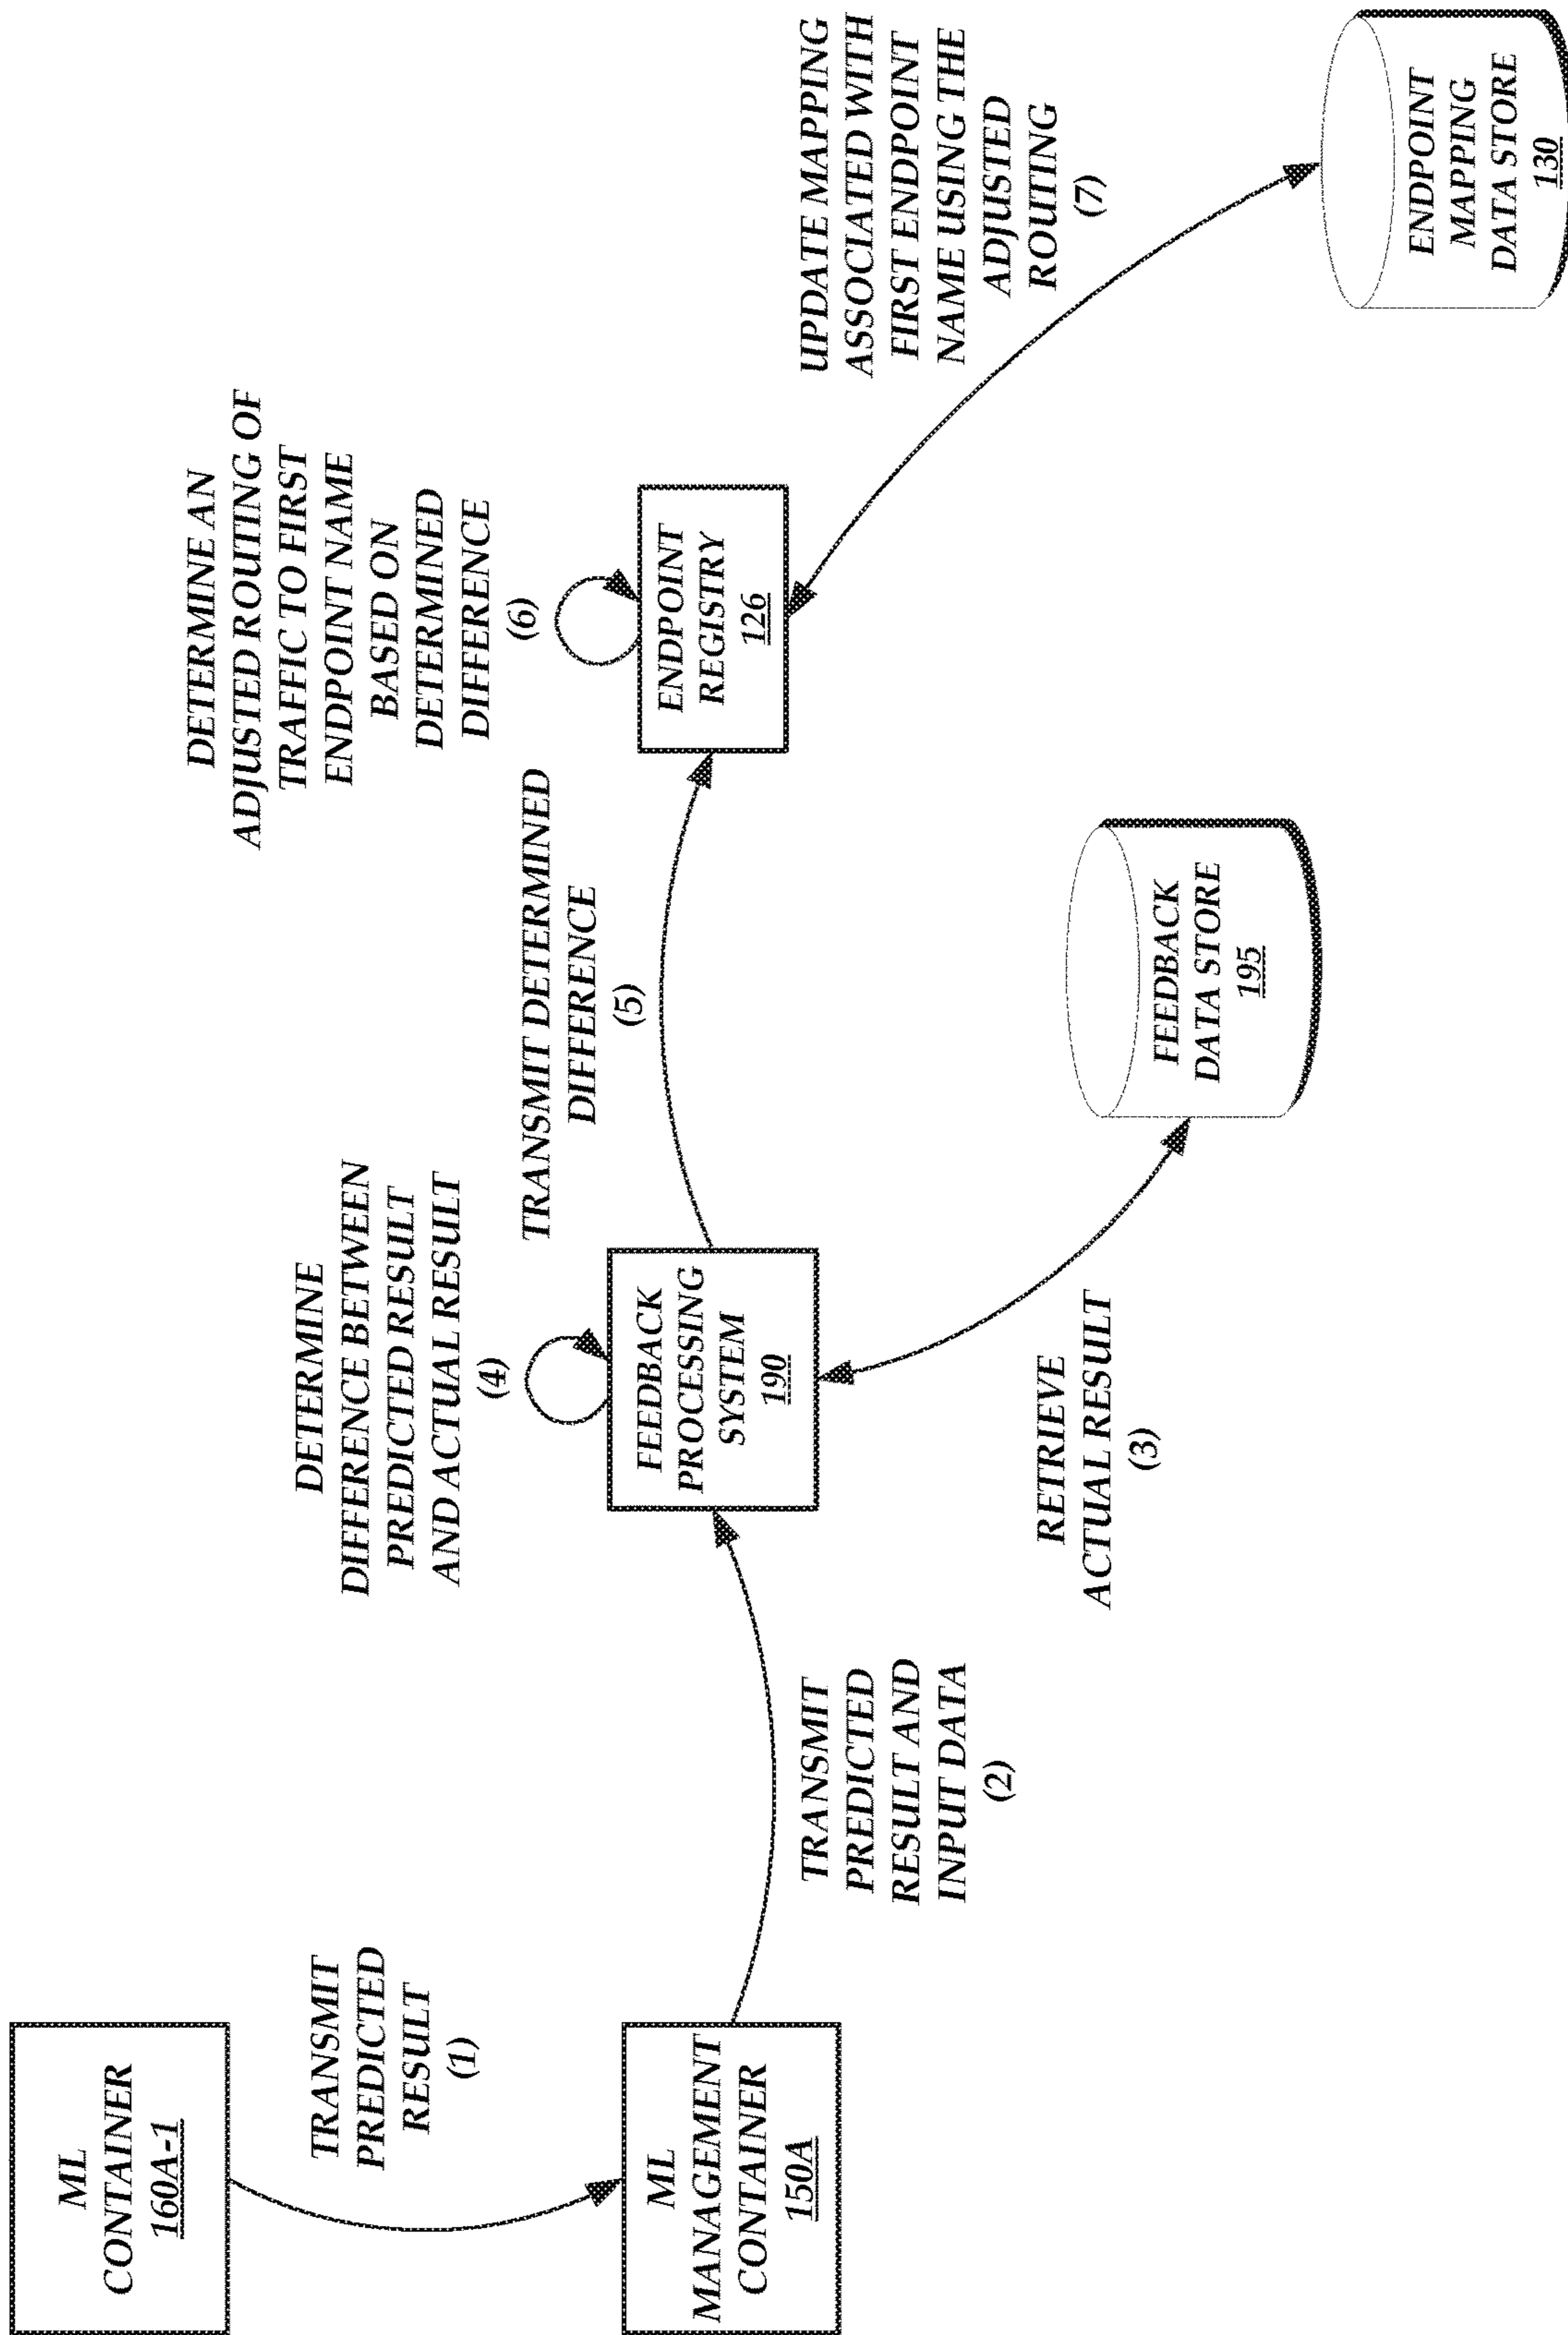 ML
CONTAINER
160A-1
TRANSMIT
PREDICTED
RESULT
(1)
ML
MANAGEMENT
CONTAINER
150A
TRANSMIT
PREDICTED
RESULT AND
INPUT DATA
(2)
FEEDBACK
PROCESSING
SYSTEM
190
RETRIEVE
ACTUAL RESULT
(3)
FEEDBACK
DATA STORE
195
DETERMINE
DIFFERENCE BETWEEN
PREDICTED RESULT
AND ACTUAL RESULT
(4)
TRANSMIT DETERMINED
DIFFERENCE
(5)
ENDPOINT
REGISTRY
126
DETERMINE AN
ADJUSTED ROUTING OF
TRAFFIC TO FIRST
ENDPOINT NAME
BASED ON
DETERMINED
DIFFERENCE
(6)
UPDATE MAPPING
ASSOCIATED WITH
FIRST ENDPOINT
NAME USING THE
ADJUSTED
ROUTING
(7)
ENDPOINT
MAPPING
DATA STORE
130